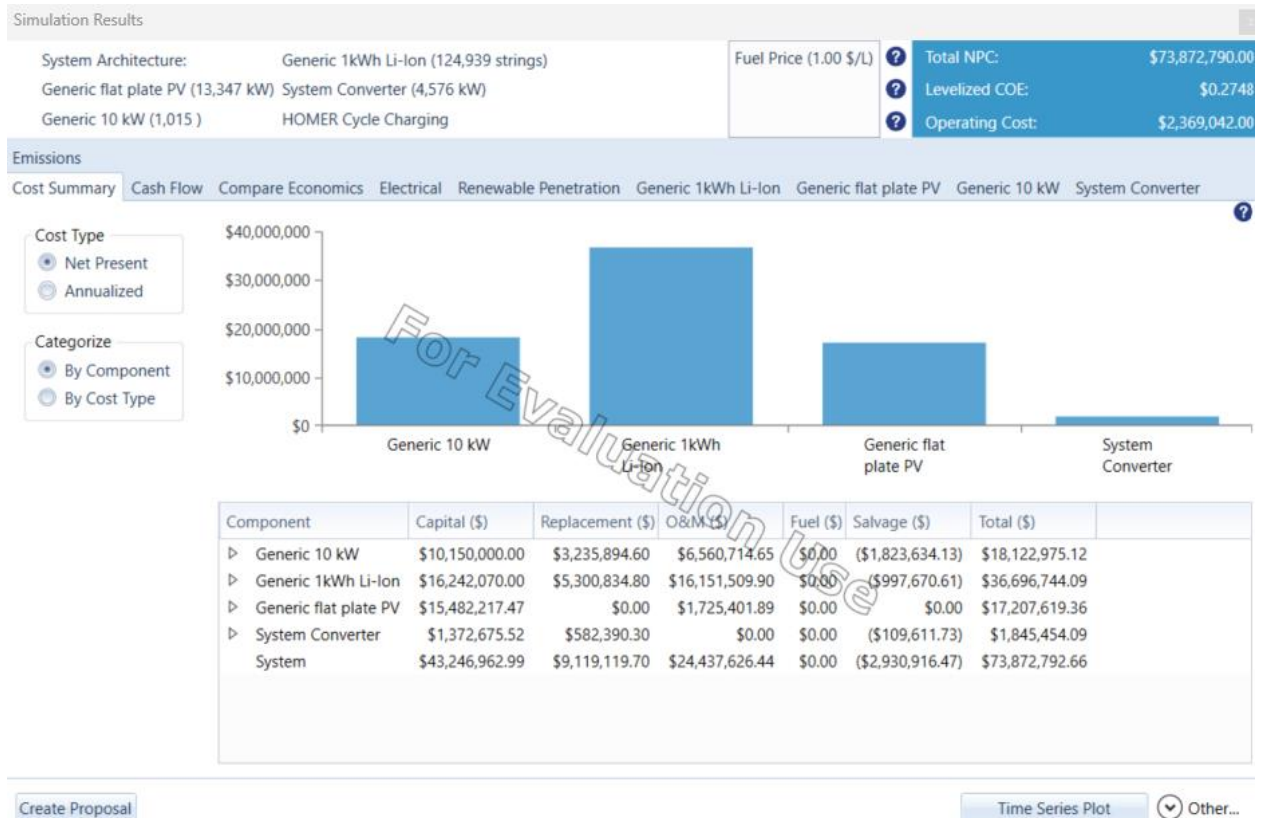 Simulation Results
System Architecture: Generic 1kWh Li-Ion (124,939 strings)
Generic flat plate PV (13,347 kW) System Converter (4,576 kW)
Generic 10 kW (1,015 ) HOMER Cycle Charging
Fuel Price (1.00 $/L)
Total NPC: $73,872,790.00
Levelized COE: $0.2748
Operating Cost: $2,369,042.00
Emissions
Cost Summary Cash Flow Compare Economics Electrical Renewable Penetration Generic 1kWh Li-Ion Generic flat plate PV Generic 10 kW System Converter
Cost Type
Net Present
Annualized
Categorize
By Component
By Cost Type
$40,000,000
$30,000,000
$20,000,000
$10,000,000
$0
Generic 10 kW
Generic 1kWh
Li-Ion
Generic flat
plate PV
System
Converter
For Evaluation Use
Component Capital ($) Replacement ($) O&M ($) Fuel ($) Salvage ($) Total ($)
Generic 10 kW $10,150,000.00 $3,235,894.60 $6,560,714.65 $0.00 ($1,823,634.13) $18,122,975.12
Generic 1kWh Li-Ion $16,242,070.00 $5,300,834.80 $16,151,509.90 $0.00 ($997,670.61) $36,696,744.09
Generic flat plate PV $15,482,217.47 $0.00 $1,725,401.89 $0.00 $0.00 $17,207,619.36
System Converter $1,372,675.52 $582,390.30 $0.00 $0.00 ($109,611.73) $1,845,454.09
System $43,246,962.99 $9,119,119.70 $24,437,626.44 $0.00 ($2,930,916.47) $73,872,792.66
Create Proposal
Time Series Plot
Other...